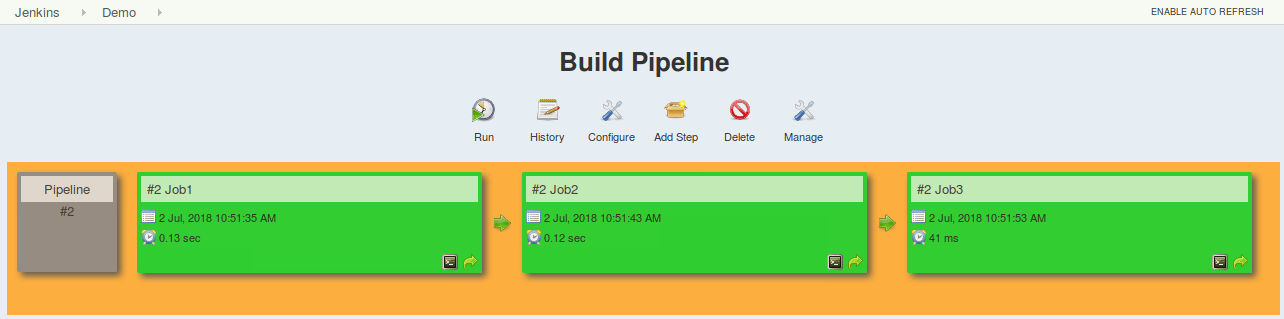 Jenkins Demo ENABLE AUTO REFRESH
Build Pipeline
Run History Configure Add Step Delete Manage
Pipeline
#2
#2 Job1
2 Jul, 2018 10:51:35 AM
0.13 sec
#2 Job2
2 Jul, 2018 10:51:43 AM
0.12 sec
#2 Job3
2 Jul, 2018 10:51:53 AM
41 ms